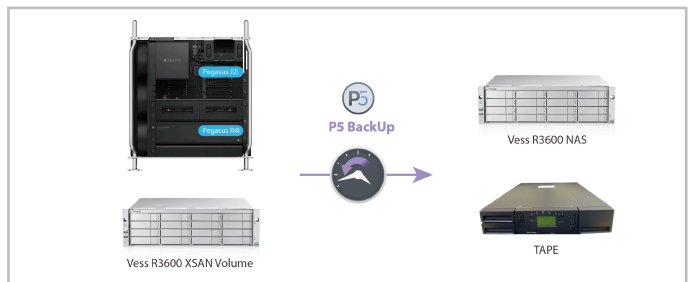 Pegasus J2i
Pegasus R4i
P5
P5 BackUp
Vess R3600 NAS
Vess R3600 XSAN Volume
TAPE